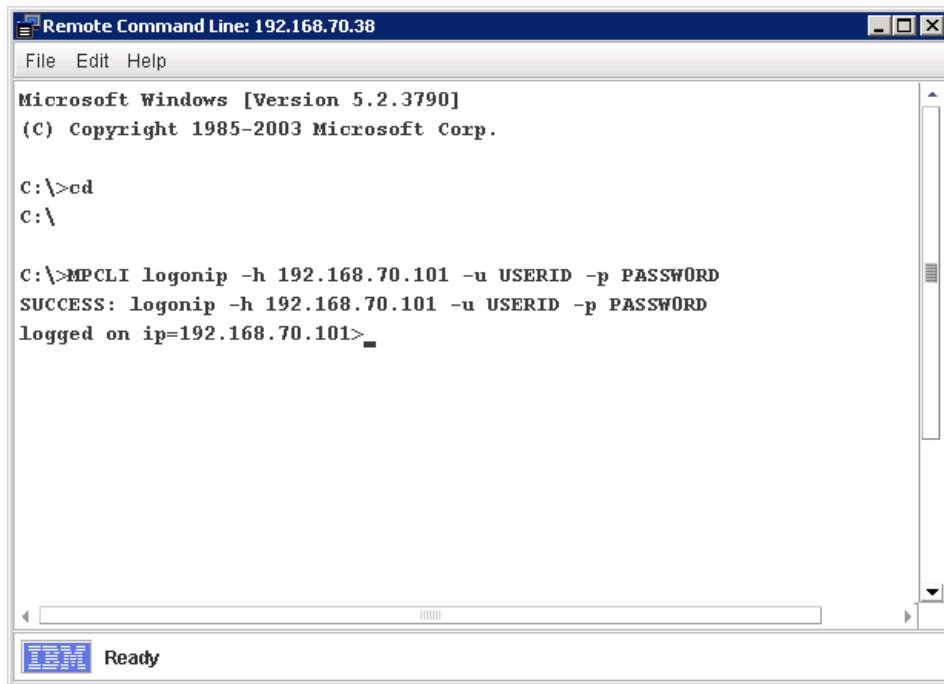 Remote Command Line: 192.168.70.38
File Edit Help
Microsoft Windows [Version 5.2.3790]
(C) Copyright 1985-2003 Microsoft Corp.
C:\>cd
C:\
C:\>MPCLI logonip -h 192.168.70.101 -u USERID -p PASSW0RD
SUCCESS: logonip -h 192.168.70.101 -u USERID -p PASSW0RD
logged on ip=192.168.70.101>_
IBM Ready